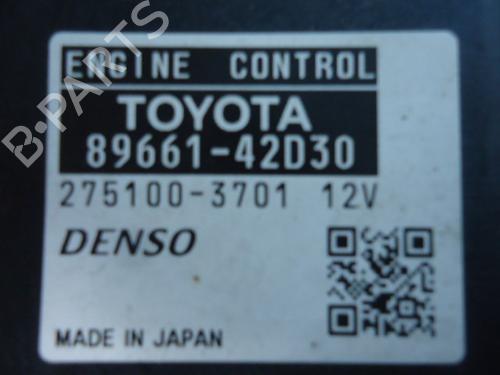 ENGINE CONTROL
TOYOTA
89661-42D30
275100-3701 12V
DENSO
MADE IN JAPAN
B-PARTS